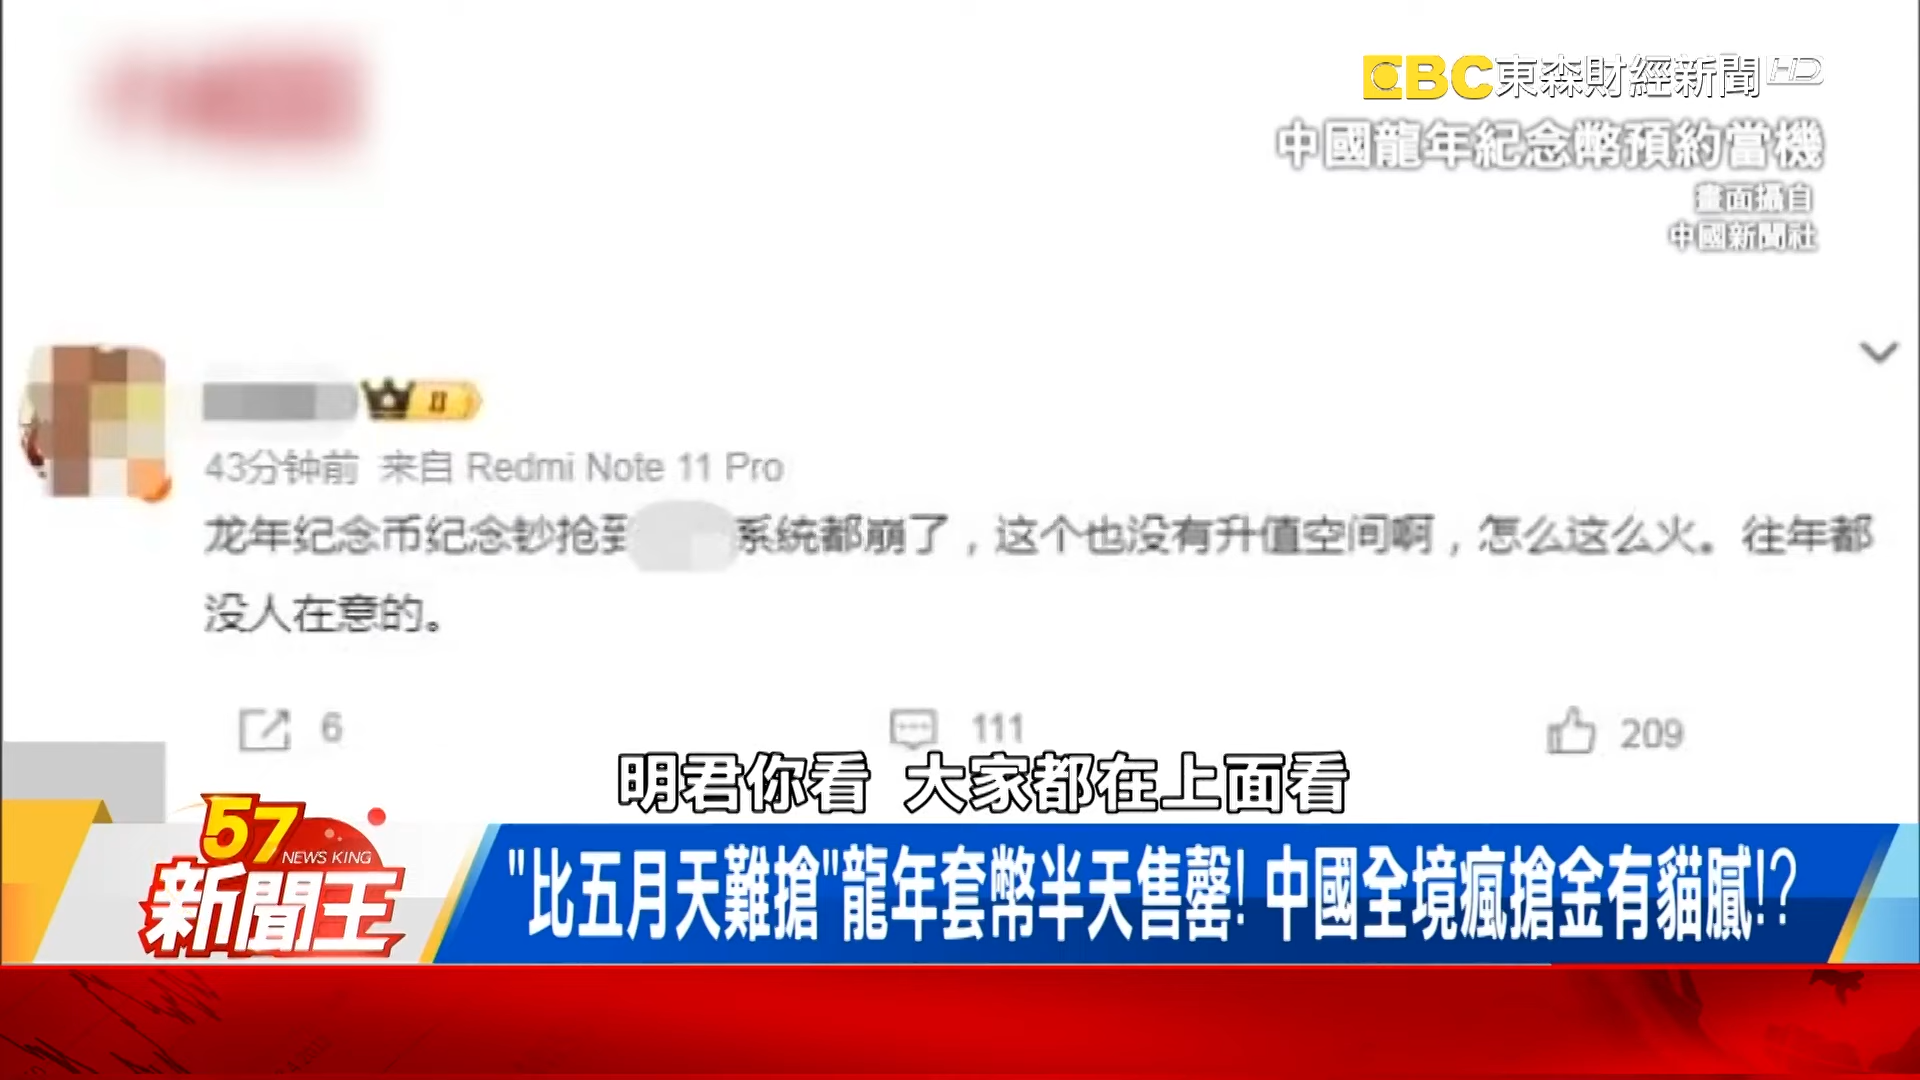 EBC東森財經新聞HD
中國龍年紀念幣預約當機
畫面攝自
中國新聞社
II
43分钟前 来自 Redmi Note 11 Pro
龙年纪念币纪念钞抢到 系统都崩了，这个也没有升值空间啊，怎么这么火。往年都
没人在意的。
6 111 209
明君你看 大家都在上面看
57
NEWS KING
新聞王
"比五月天難搶"龍年套幣半天售罄! 中國全境瘋搶金有貓膩!?